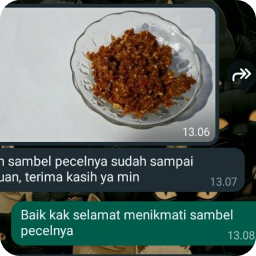 13.06
sambel pecelnya sudah sampai
terima kasih ya min
13.07
Baik kak selamat menikmati sambel
pecelnya
13.08